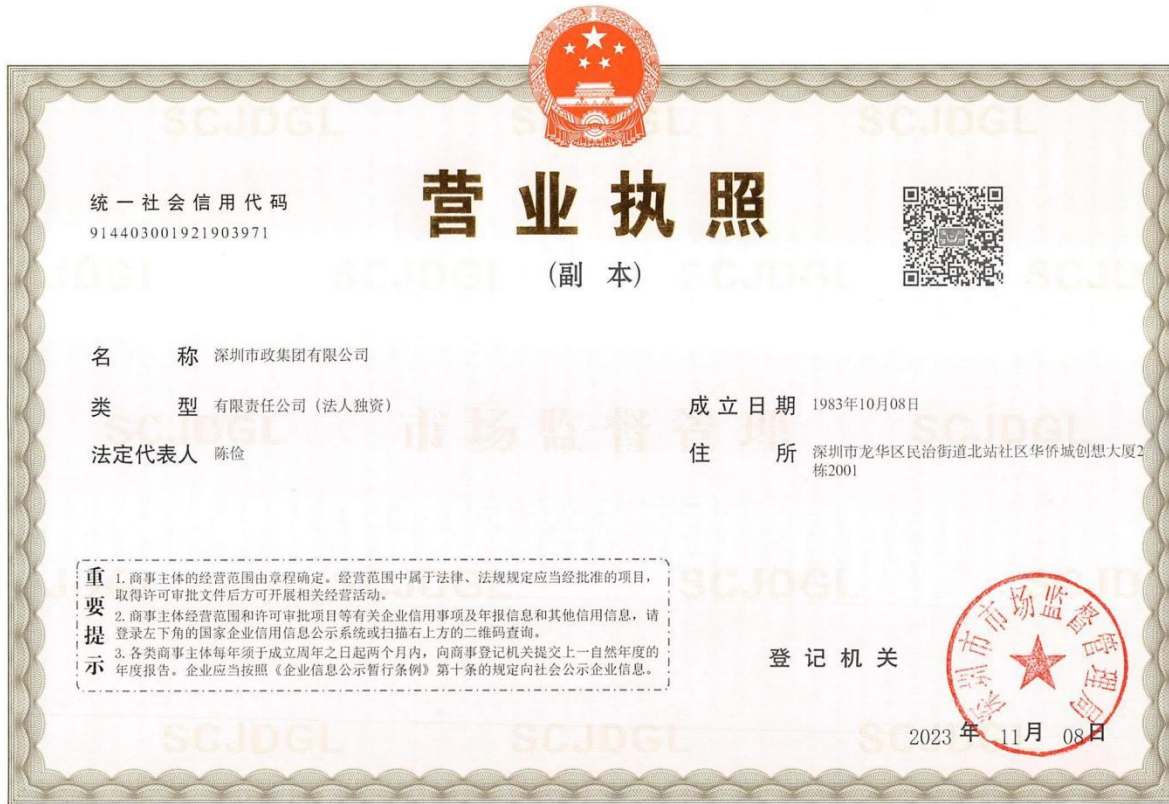 营业执照
(副 本)
统一社会信用代码
914403001921903971
名 称 深圳市政集团有限公司
类 型 有限责任公司（法人独资）
法定代表人 陈俭
成立日期 1983年10月08日
住 所 深圳市龙华区民治街道北站社区华侨城创想大厦2
栋2001
重要提示
1. 商事主体的经营范围由章程确定。经营范围中属于法律、法规规定应当经批准的项目，
取得许可审批文件后方可开展相关经营活动。
2. 商事主体经营范围和许可审批项目等有关企业信用事项及年报信息和其他信用信息，请
登录左下角的国家企业信用信息公示系统或扫描右上方的二维码查询。
3. 各类商事主体每年须于成立周年之日起两个月内，向商事登记机关提交上一自然年度的
年度报告。企业应当按照《企业信息公示暂行条例》第十条的规定向社会公示企业信息。
登记机关
深圳市市场监督管理局
2023 年 11月 08日
SCJDGL
市场监督管理